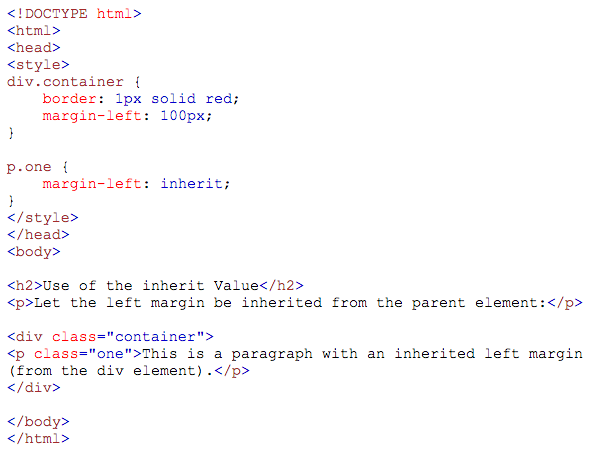 <!DOCTYPE html>
<html>
<head>
<style>
div.container {
    border: 1px solid red;
    margin-left: 100px;
}

p.one {
    margin-left: inherit;
}
</style>
</head>
<body>

<h2>Use of the inherit Value</h2>
<p>Let the left margin be inherited from the parent element:</p>

<div class="container">
<p class="one">This is a paragraph with an inherited left margin
(from the div element).</p>
</div>

</body>
</html>